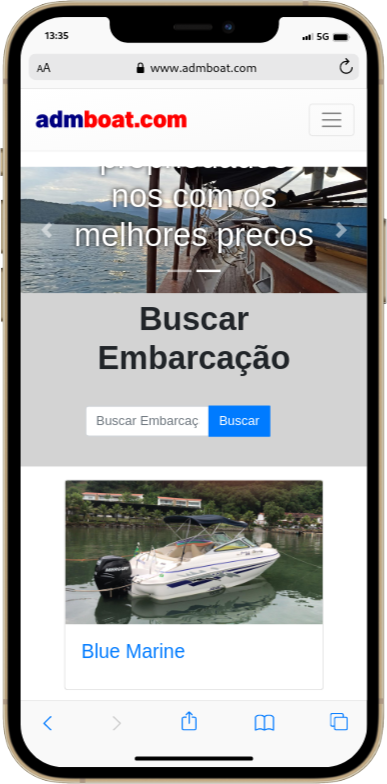 13:35
5G
AA
www.admboat.com
admboat.com
nos com os
melhores precos
Buscar
Embarcação
Buscar Embarcaç
Buscar
Blue Marine